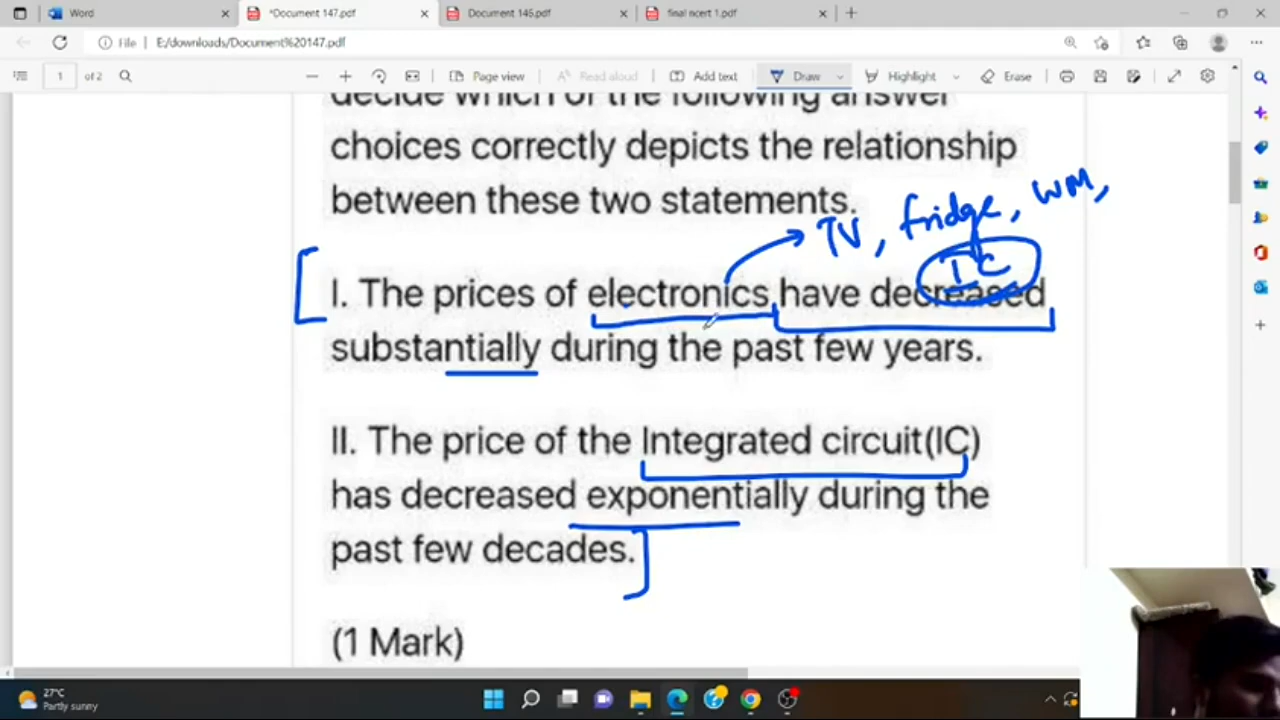 Word
*Document 147.pdf
Document 146.pdf
final ncert 1.pdf
File
E:/downloads/Document%20147.pdf
1 of 2
Page view
Read aloud
Add text
Draw
Highlight
Erase
decide which of the following answer
choices correctly depicts the relationship
between these two statements.
TV, fridge, WM,
IC
I. The prices of electronics have decreased
substantially during the past few years.
II. The price of the Integrated circuit(IC)
has decreased exponentially during the
past few decades.
(1 Mark)
27°C
Partly sunny